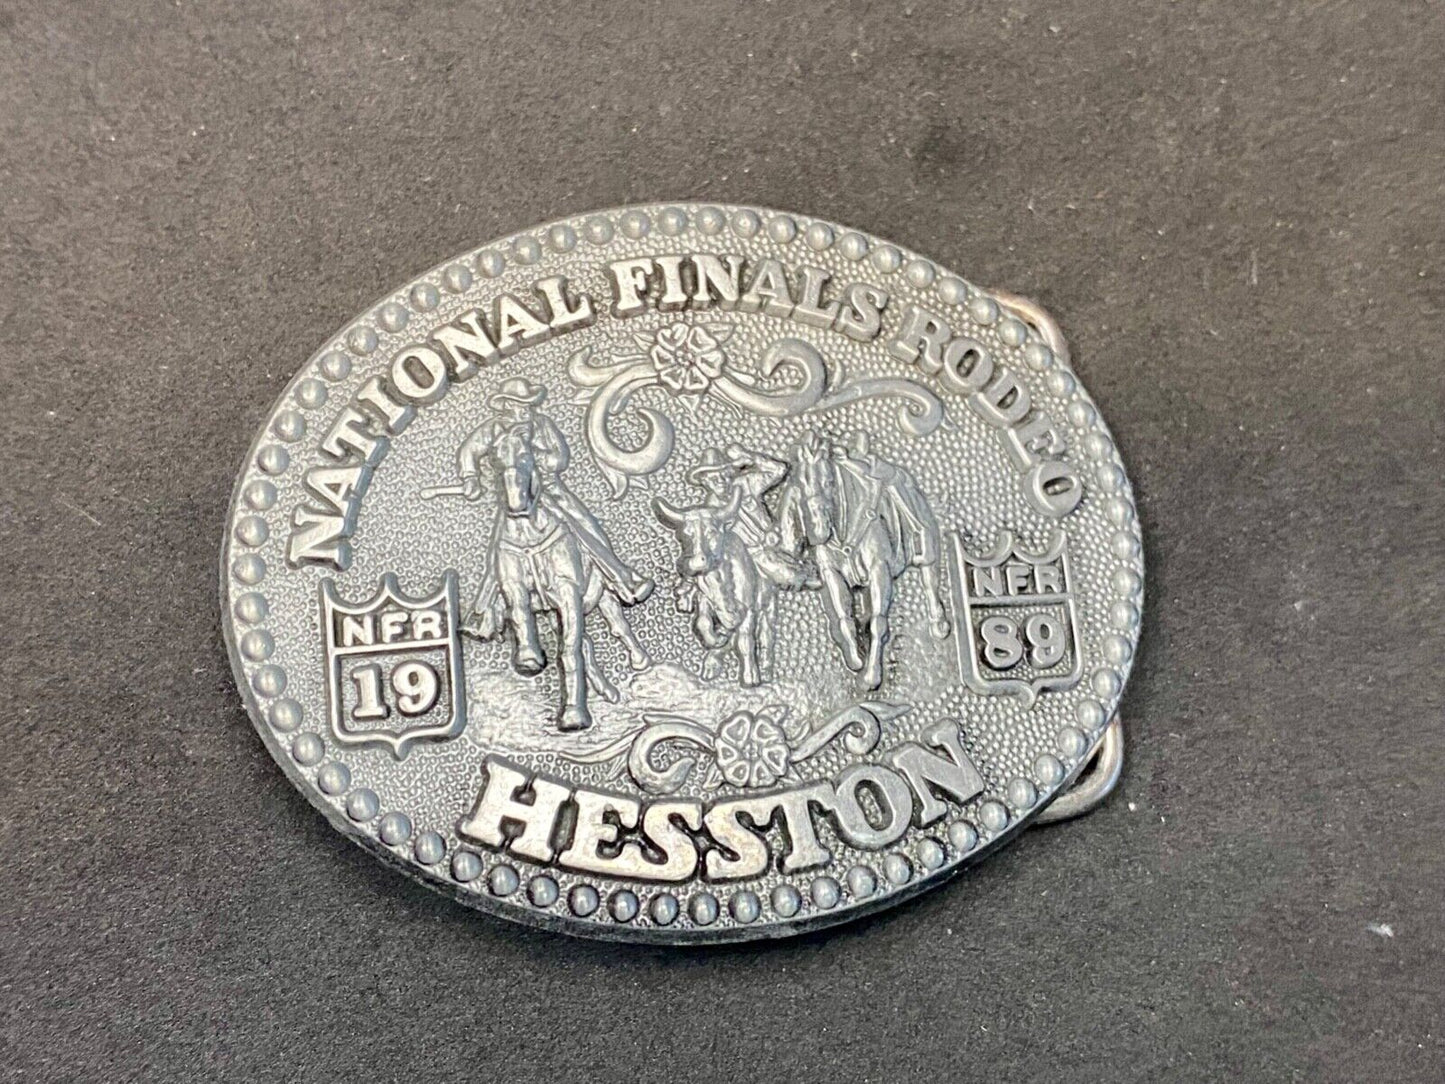 NATIONAL FINALS RODEO
NFR
19
NFR
89
HESSTON